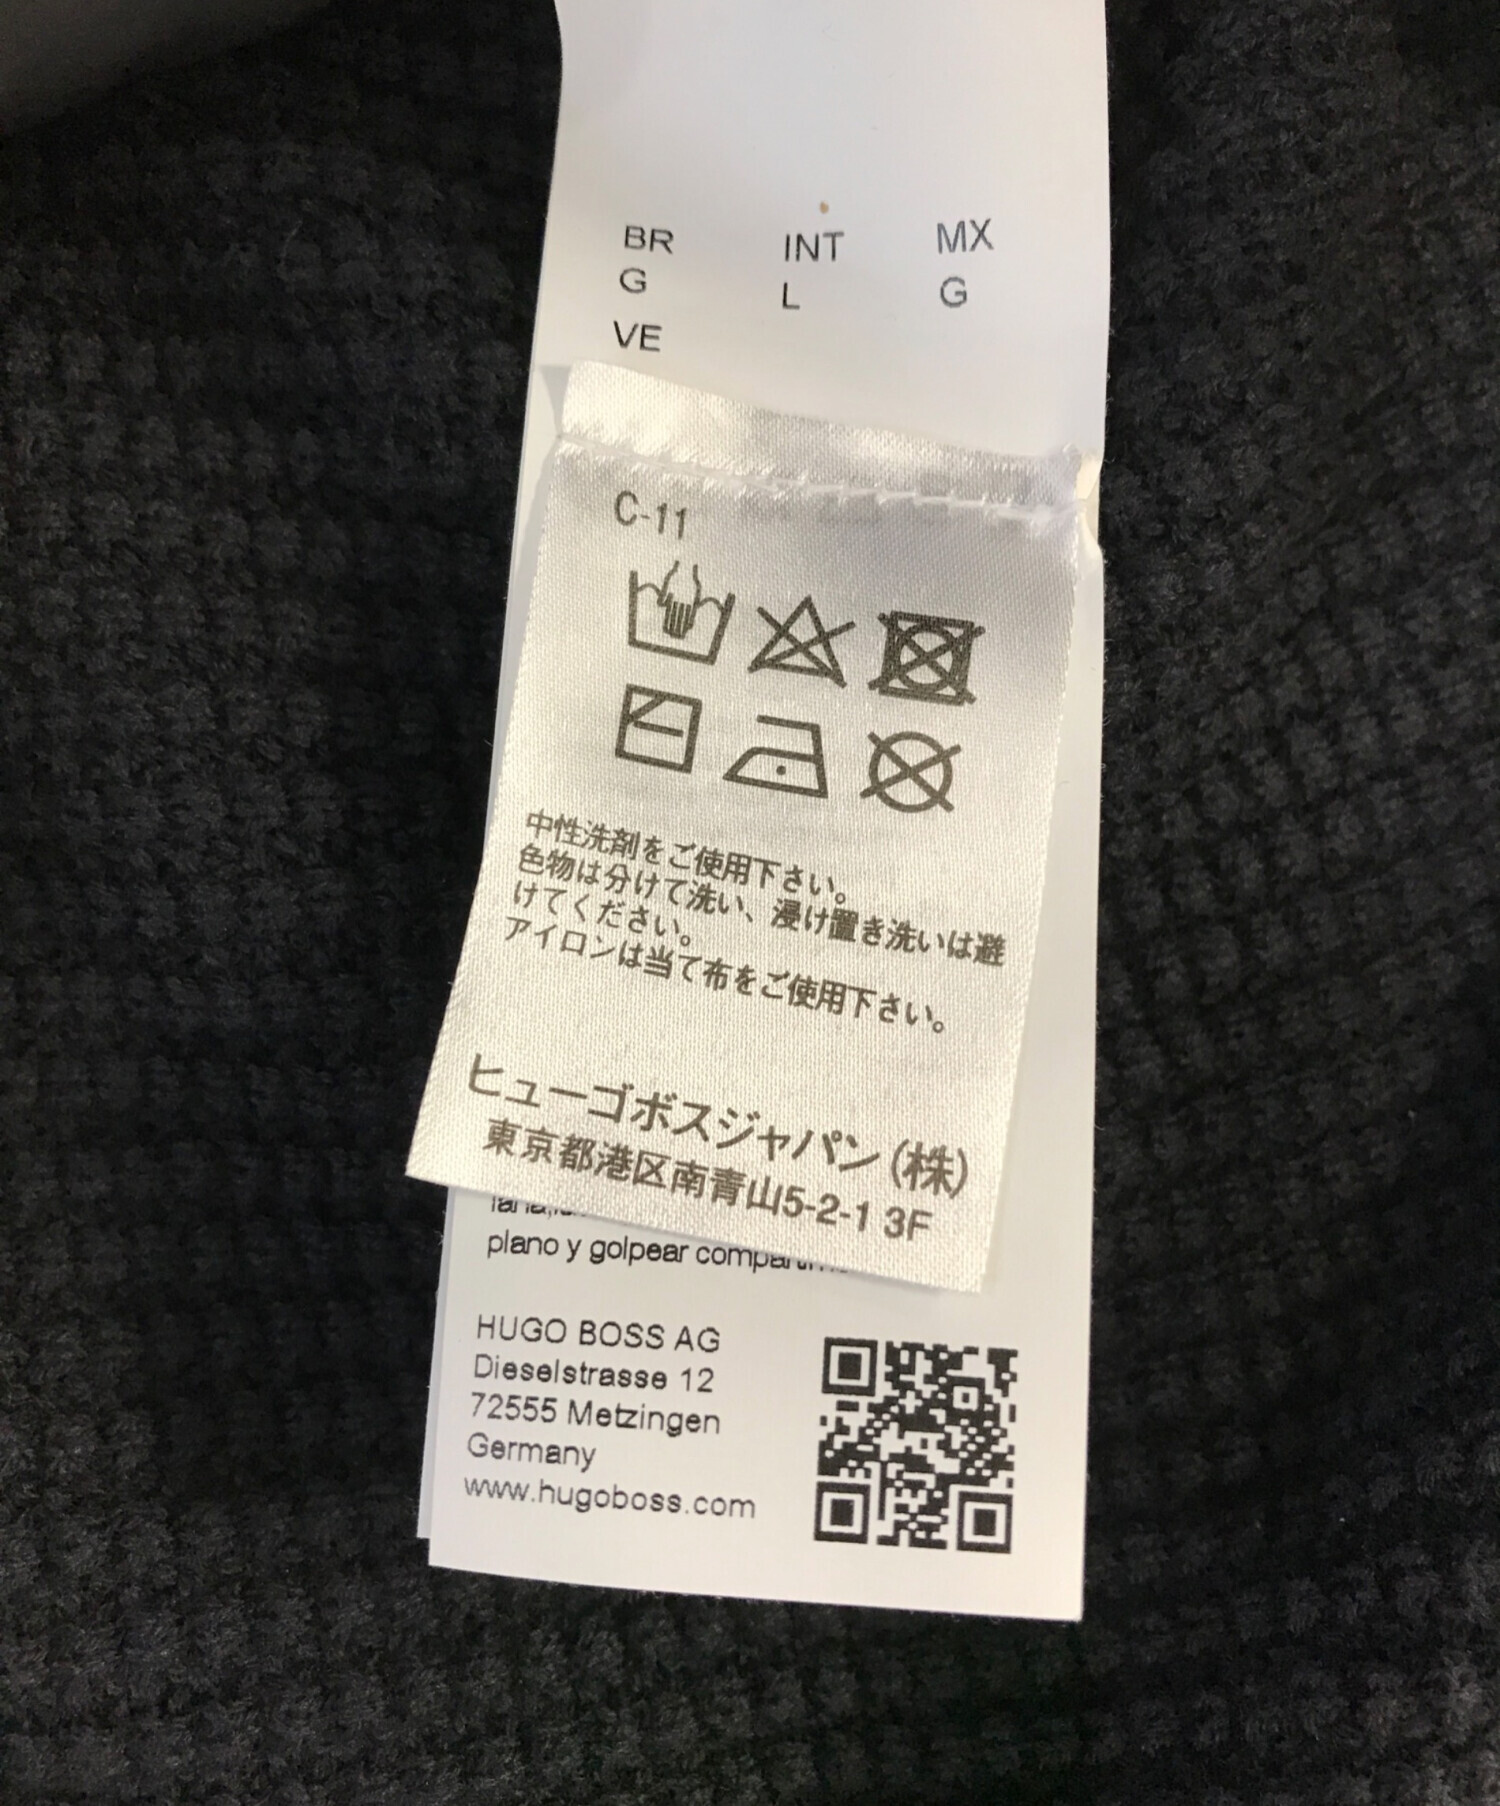 BR INT MX
G L G
VE
C-11
中性洗剤をご使用下さい。
色物は分けて洗い、浸け置き洗いは避
けてください。
アイロンは当て布をご使用下さい。
ヒューゴボスジャパン(株)
東京都港区南青山5-2-1 3F
plano y golpear
HUGO BOSS AG
Dieselstrasse 12
72555 Metzingen
Germany
www.hugoboss.com